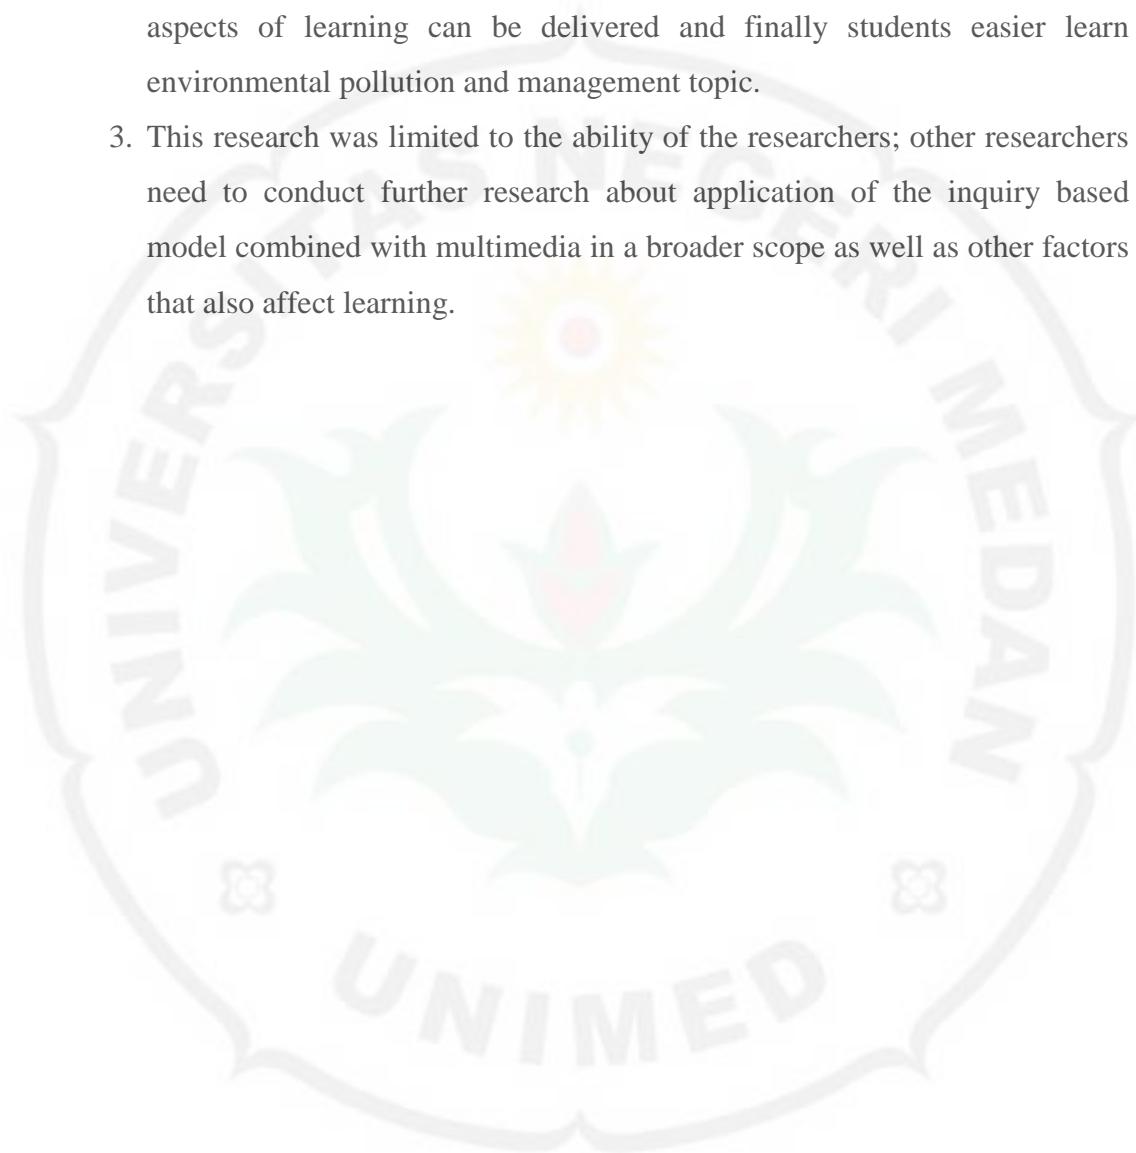 aspects of learning can be delivered and finally students easier learn
environmental pollution and management topic.
3. This research was limited to the ability of the researchers; other researchers
need to conduct further research about application of the inquiry based
model combined with multimedia in a broader scope as well as other factors
that also affect learning.
UNIVERSITAS NEGERI MEDAN
UNIMED